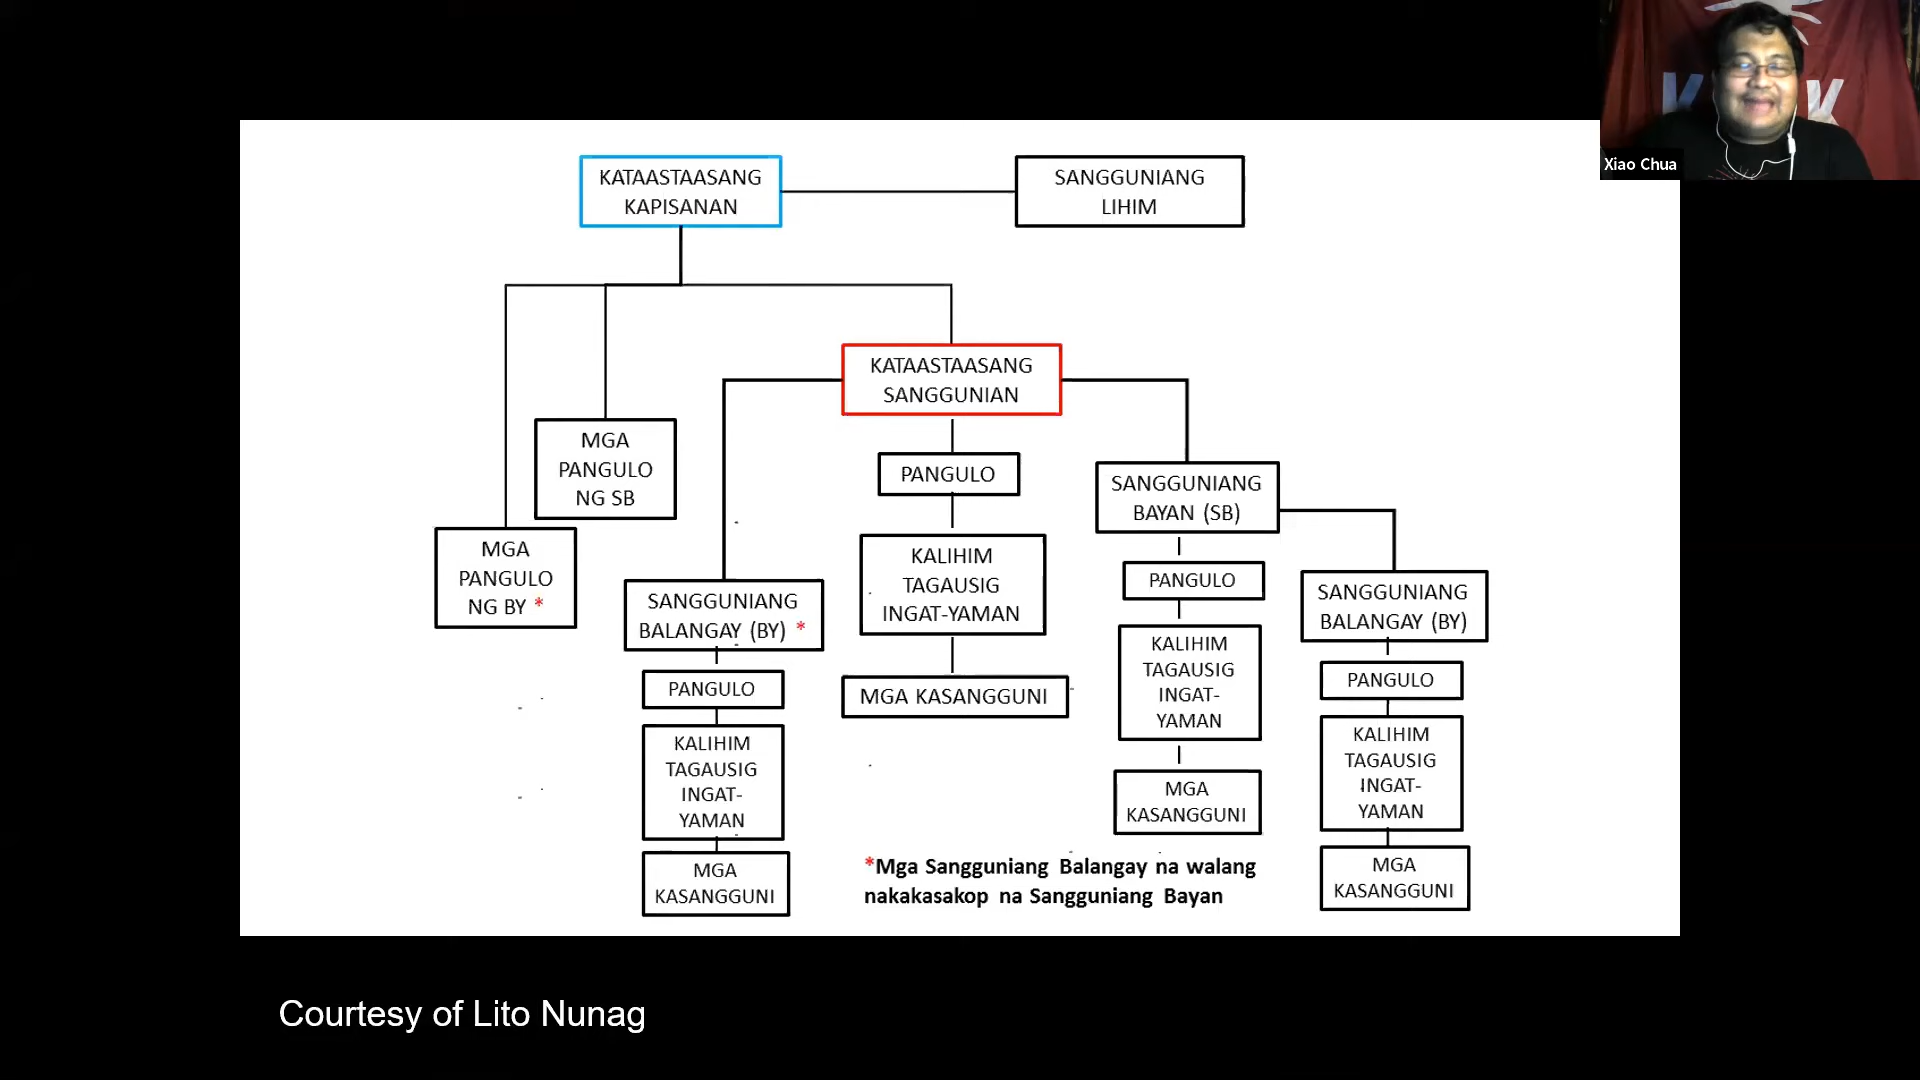 Xiao Chua
K K
KATAASTAASANG
KAPISANAN
SANGGUNIANG
LIHIM
KATAASTAASANG
SANGGUNIAN
MGA
PANGULO
NG SB
MGA
PANGULO
NG BY *
SANGGUNIANG
BALANGAY (BY) *
PANGULO
KALIHIM
TAGAUSIG
INGAT-
YAMAN
MGA
KASANGGUNI
PANGULO
KALIHIM
TAGAUSIG
INGAT-YAMAN
MGA KASANGGUNI
SANGGUNIANG
BAYAN (SB)
PANGULO
KALIHIM
TAGAUSIG
INGAT-
YAMAN
MGA
KASANGGUNI
SANGGUNIANG
BALANGAY (BY)
PANGULO
KALIHIM
TAGAUSIG
INGAT-
YAMAN
MGA
KASANGGUNI
*Mga Sangguniang Balangay na walang
nakakasakop na Sangguniang Bayan
Courtesy of Lito Nunag